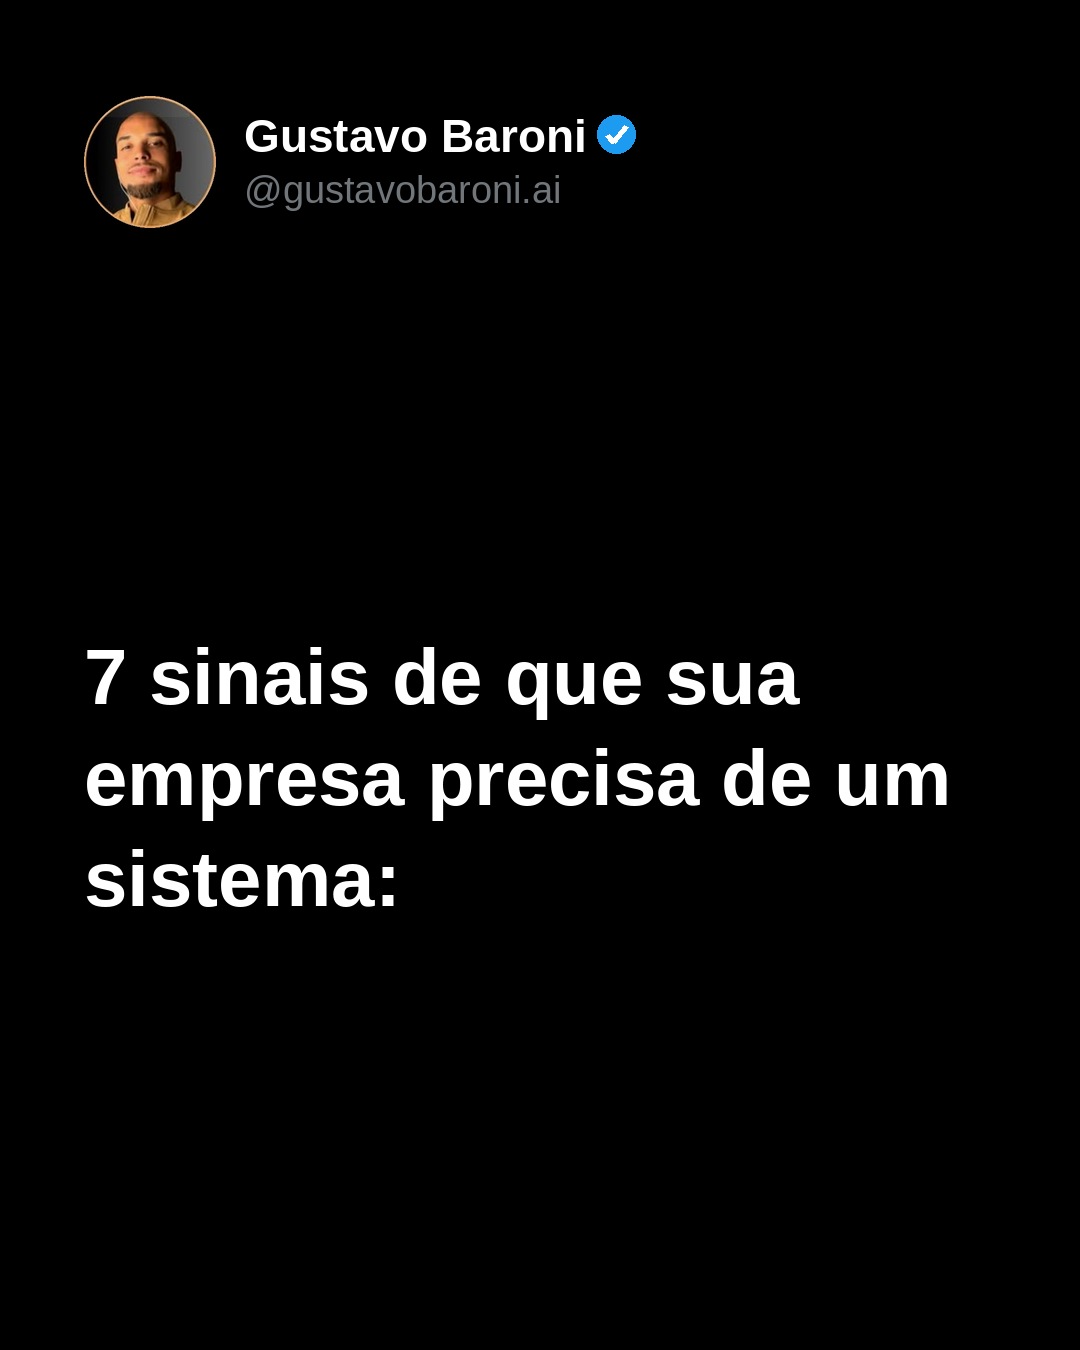 Gustavo Baroni
@gustavobaroni.ai
7 sinais de que sua
empresa precisa de um
sistema: